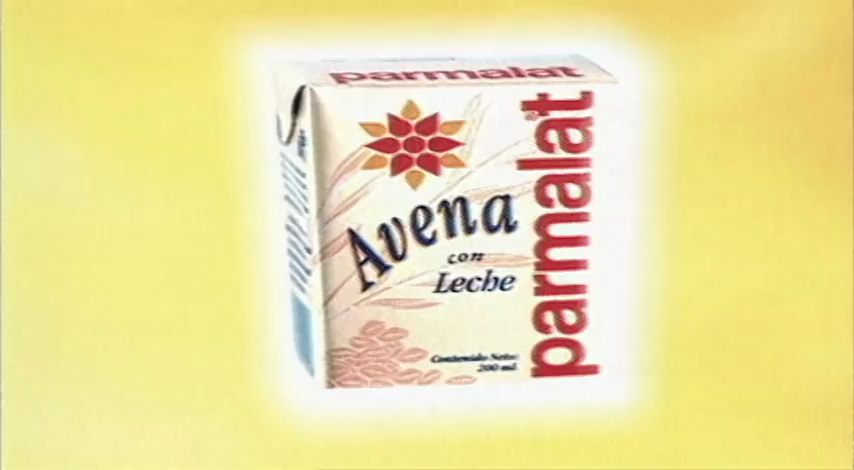 parmalat
parmalat
Avena
con
Leche
Contenido Neto:
200 ml.